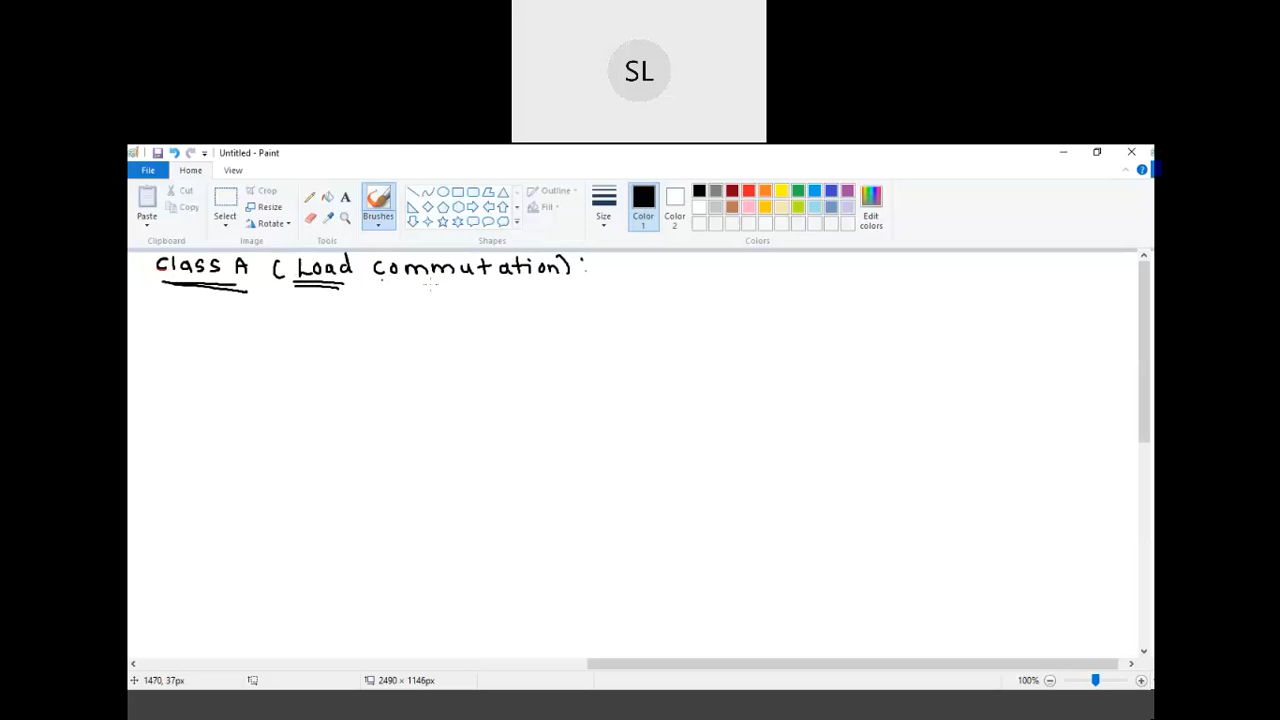 SL
Untitled - Paint
File Home View
Paste Cut Copy Select Crop Resize Rotate Brushes Outline Fill Size Color 1 Color 2 Edit colors
Clipboard Image Tools Shapes Colors
Class A (Load Commutation):
1470, 37px 2490 × 1146px 100%